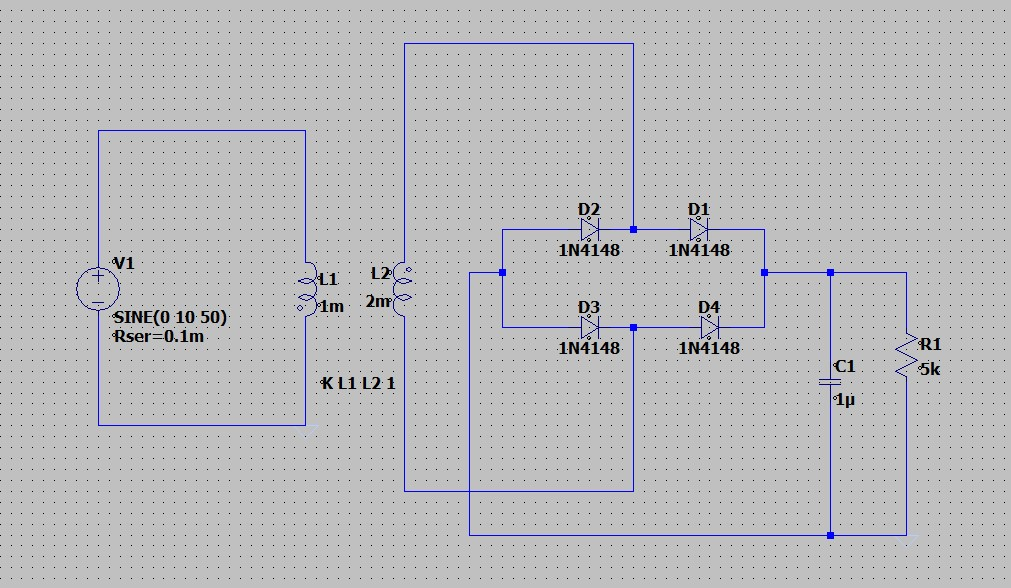 D2
D1
1N4148
1N4148
V1
L1
L2
1m
2m
SINE(0 10 50)
Rser=0.1m
D3
D4
1N4148
1N4148
R1
5k
C1
1µ
K L1 L2 1